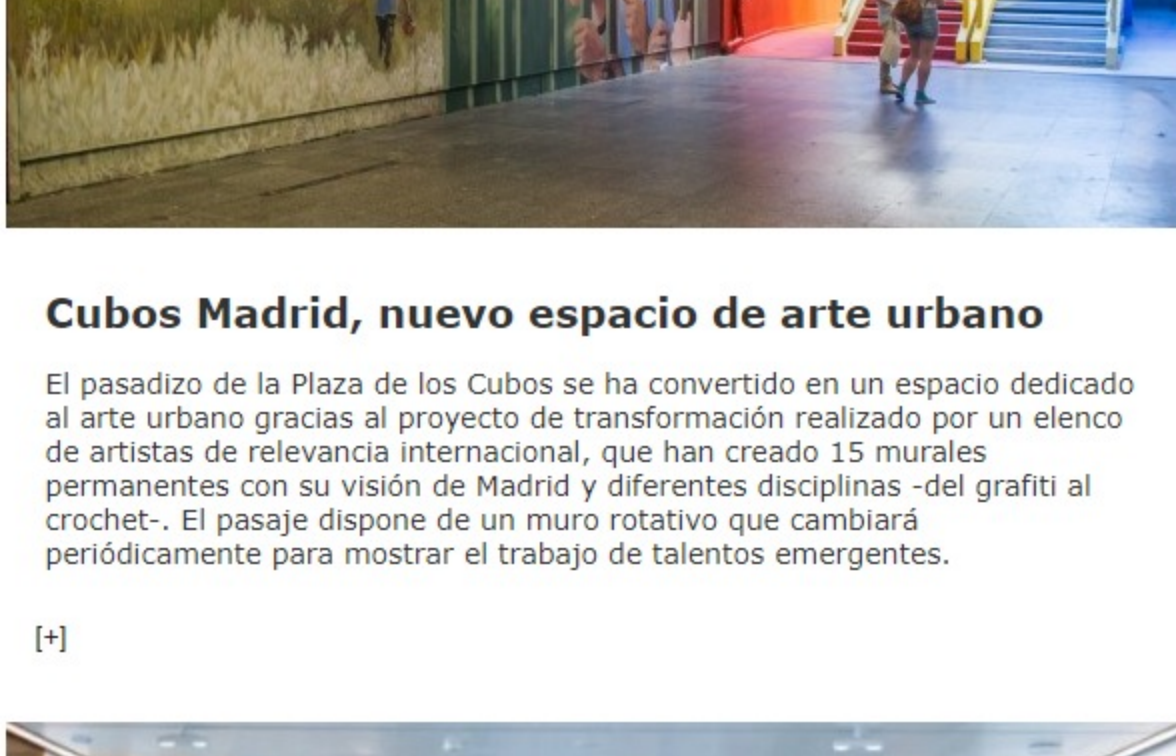 Cubos Madrid, nuevo espacio de arte urbano
El pasadizo de la Plaza de los Cubos se ha convertido en un espacio dedicado
al arte urbano gracias al proyecto de transformación realizado por un elenco
de artistas de relevancia internacional, que han creado 15 murales
permanentes con su visión de Madrid y diferentes disciplinas -del grafiti al
crochet-. El pasaje dispone de un muro rotativo que cambiará
periódicamente para mostrar el trabajo de talentos emergentes.
[+]